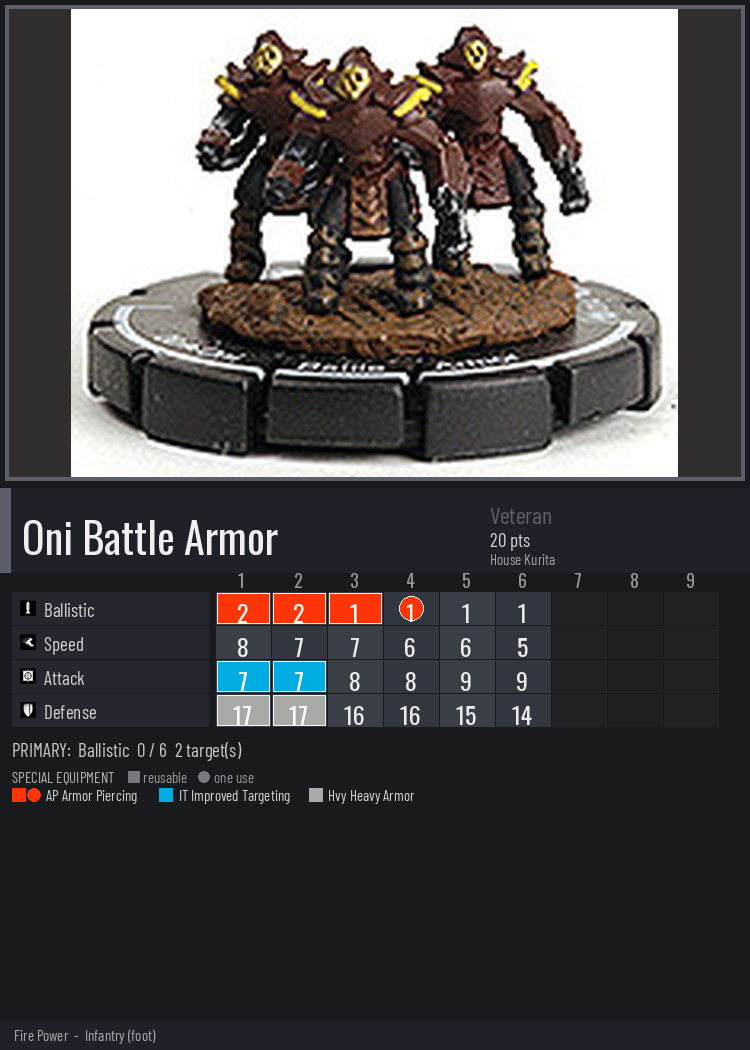 Battle Armor
Oni Battle Armor
Veteran
20 pts
House Kurita
1 2 3 4 5 6 7 8 9
Ballistic 2 2 1 1 1 1
Speed 8 7 7 6 6 5
Attack 7 7 8 8 9 9
Defense 17 17 16 16 15 14
PRIMARY: Ballistic 0 / 6 2 target(s)
SPECIAL EQUIPMENT reusable one use
AP Armor Piercing IT Improved Targeting Hvy Heavy Armor
Fire Power - Infantry (foot)